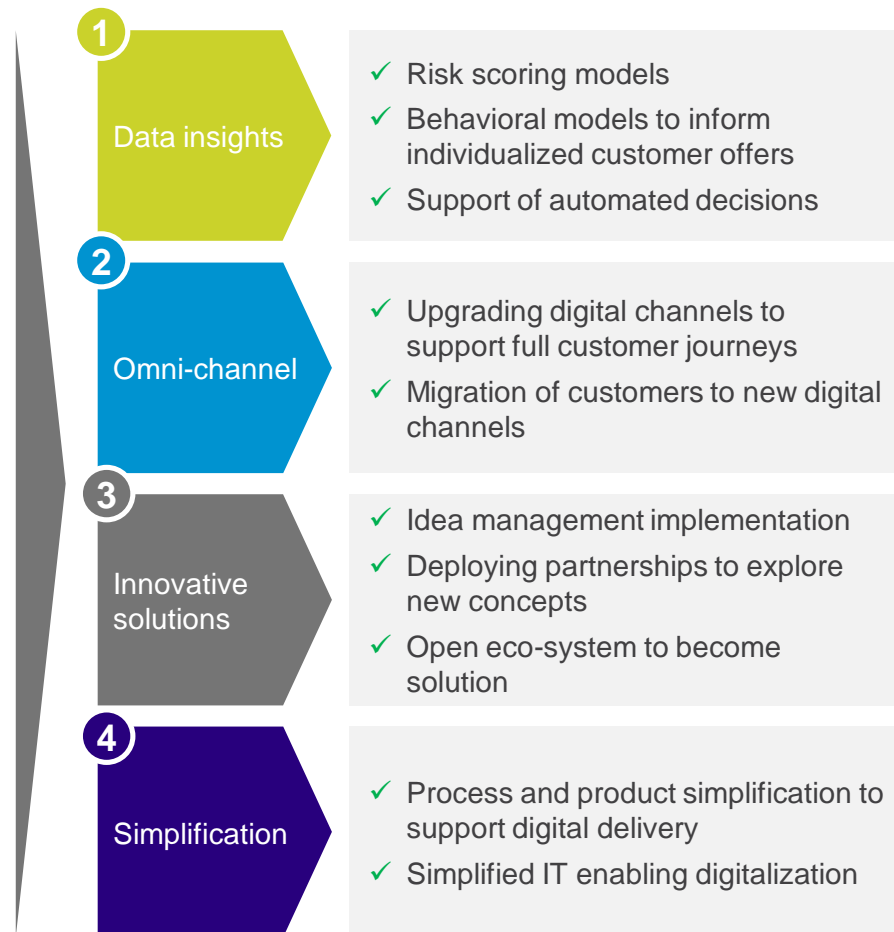 1
Data insights
✓ Risk scoring models
✓ Behavioral models to inform
individualized customer offers
✓ Support of automated decisions
2
Omni-channel
✓ Upgrading digital channels to
support full customer journeys
✓ Migration of customers to new digital
channels
3
Innovative
solutions
✓ Idea management implementation
✓ Deploying partnerships to explore
new concepts
✓ Open eco-system to become
solution
4
Simplification
✓ Process and product simplification to
support digital delivery
✓ Simplified IT enabling digitalization